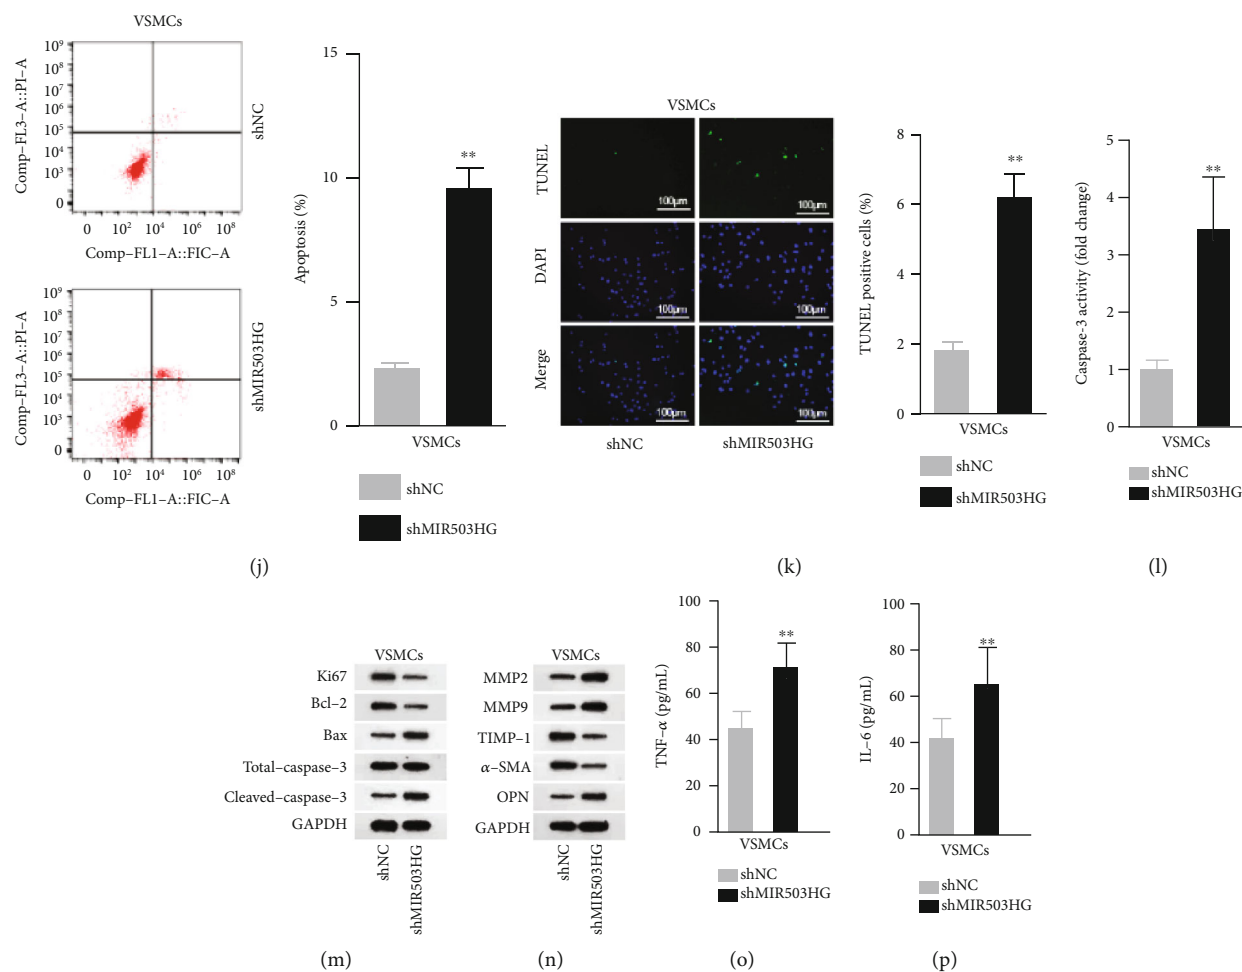 VSMCs
10⁹
10⁸
10⁷
10⁶
10⁵
10⁴
10³
0
Comp–FL3–A::PI–A
shNC
0 10² 10⁴ 10⁶ 10⁸
Comp–FL1–A::FIC–A
10⁹
10⁸
10⁷
10⁶
10⁵
10⁴
10³
0
Comp–FL3–A::PI–A
shMIR503HG
0 10² 10⁴ 10⁶ 10⁸
Comp–FL1–A::FIC–A
15
10
5
0
Apoptosis (%)
**
VSMCs
shNC
shMIR503HG
(j)
VSMCs
TUNEL
100μm 100μm
DAPI
100μm 100μm
Merge
100μm 100μm
shNC shMIR503HG
8
6
4
2
0
TUNEL positive cells (%)
**
VSMCs
shNC
shMIR503HG
(k)
5
4
3
2
1
0
Caspase-3 activity (fold change)
**
VSMCs
shNC
shMIR503HG
(l)
VSMCs
Ki67
Bcl–2
Bax
Total–caspase–3
Cleaved–caspase–3
GAPDH
shNC
shMIR503HG
(m)
VSMCs
MMP2
MMP9
TIMP–1
α–SMA
OPN
GAPDH
shNC
shMIR503HG
(n)
100
80
60
40
20
0
TNF–α (pg/mL)
**
VSMCs
shNC
shMIR503HG
(o)
100
80
60
40
20
0
IL–6 (pg/mL)
**
VSMCs
shNC
shMIR503HG
(p)